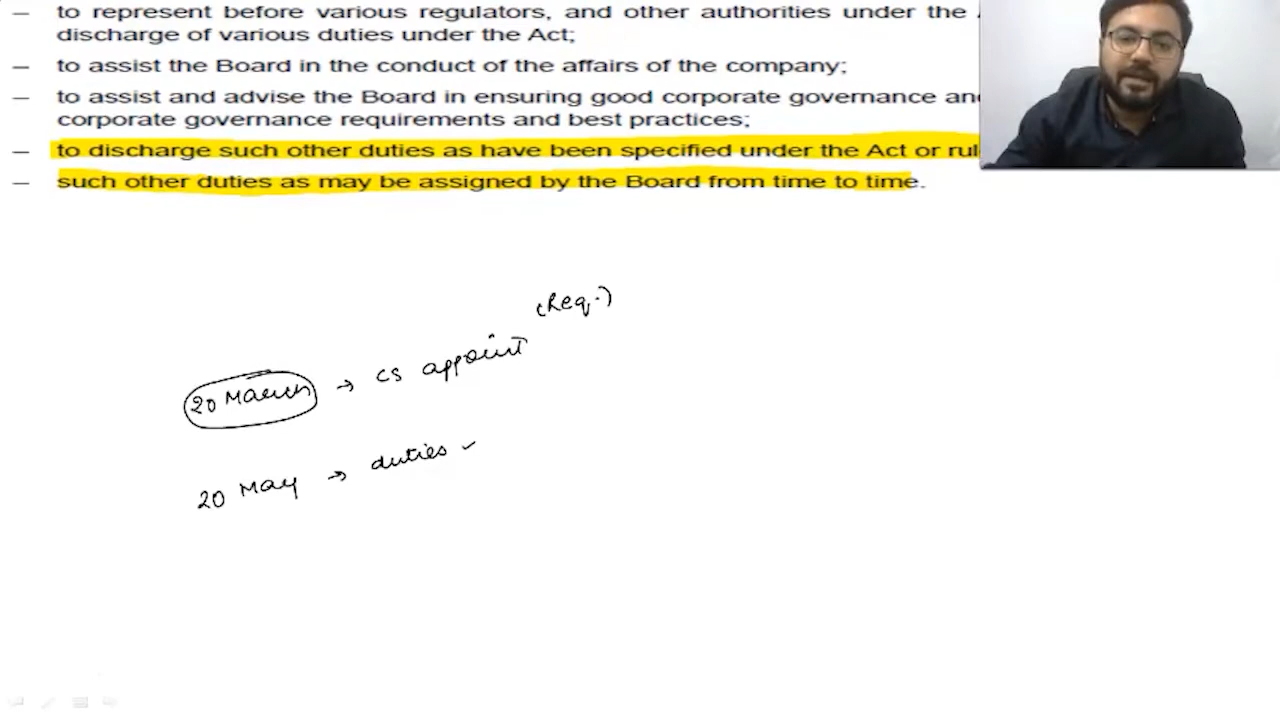 – to represent before various regulators, and other authorities under the
discharge of various duties under the Act;
– to assist the Board in the conduct of the affairs of the company;
– to assist and advise the Board in ensuring good corporate governance and
corporate governance requirements and best practices;
– to discharge such other duties as have been specified under the Act or
– such other duties as may be assigned by the Board from time to time.
(Req.)
20 March → CS appoint
20 May → duties ✓